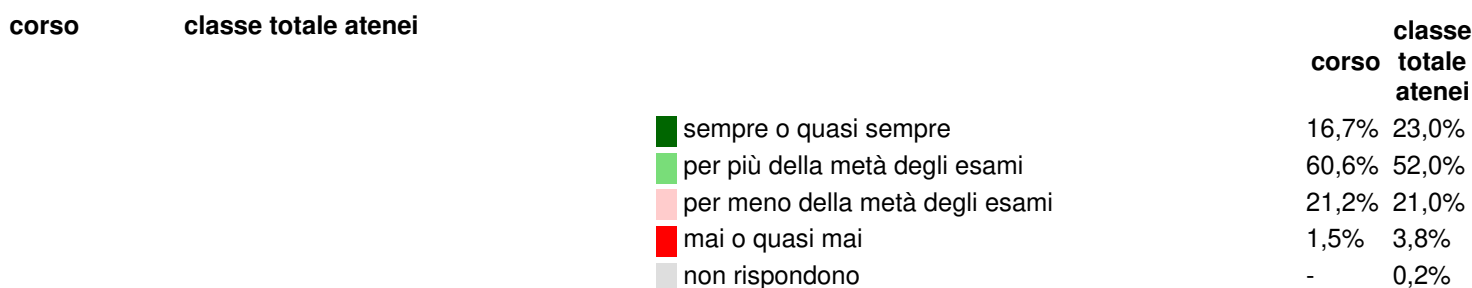 corso classe totale atenei
classe
corso totale
atenei
sempre o quasi sempre 16,7% 23,0%
per più della metà degli esami 60,6% 52,0%
per meno della metà degli esami 21,2% 21,0%
mai o quasi mai 1,5% 3,8%
non rispondono - 0,2%